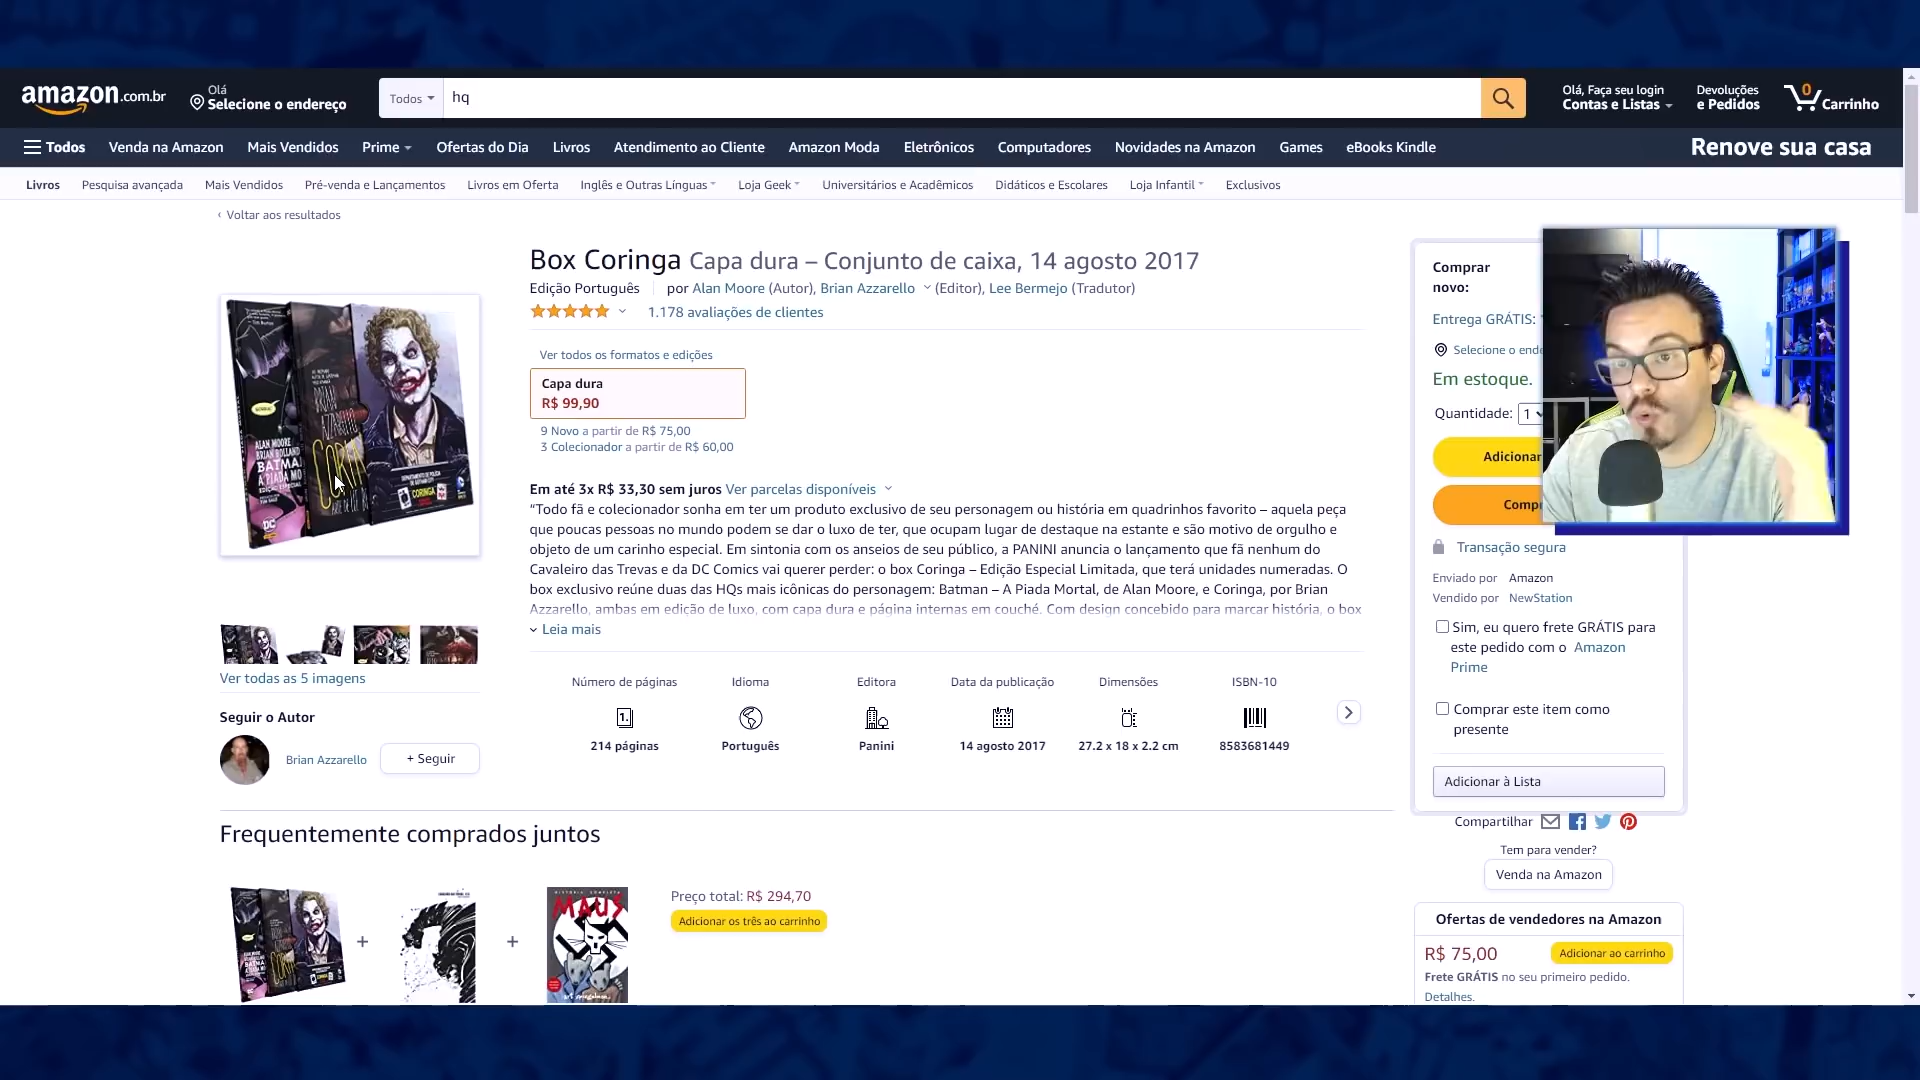 amazon.com.br
Olá
Selecione o endereço
Todos
hq
Olá, Faça seu login
Contas e Listas
Devoluções
e Pedidos
0
Carrinho
Todos
Venda na Amazon
Mais Vendidos
Prime
Ofertas do Dia
Livros
Atendimento ao Cliente
Amazon Moda
Eletrônicos
Computadores
Novidades na Amazon
Games
eBooks Kindle
Renove sua casa
Livros
Pesquisa avançada
Mais Vendidos
Pré-venda e Lançamentos
Livros em Oferta
Inglês e Outras Línguas
Loja Geek
Universitários e Acadêmicos
Didáticos e Escolares
Loja Infantil
Exclusivos
‹ Voltar aos resultados
Box Coringa Capa dura – Conjunto de caixa, 14 agosto 2017
Edição Português
por Alan Moore (Autor), Brian Azzarello (Editor), Lee Bermejo (Tradutor)
1.178 avaliações de clientes
Ver todos os formatos e edições
Capa dura
R$ 99,90
9 Novo a partir de R$ 75,00
3 Colecionador a partir de R$ 60,00
Em até 3x R$ 33,30 sem juros Ver parcelas disponíveis
“Todo fã e colecionador sonha em ter um produto exclusivo de seu personagem ou história em quadrinhos favorito – aquela peça
que poucas pessoas no mundo podem se dar o luxo de ter, que ocupam lugar de destaque na estante e são motivo de orgulho e
objeto de um carinho especial. Em sintonia com os anseios de seu público, a PANINI anuncia o lançamento que fã nenhum do
Cavaleiro das Trevas e da DC Comics vai querer perder: o box Coringa – Edição Especial Limitada, que terá unidades numeradas. O
box exclusivo reúne duas das HQs mais icônicas do personagem: Batman – A Piada Mortal, de Alan Moore, e Coringa, por Brian
Azzarello, ambas em edição de luxo, com capa dura e página internas em couché. Com design concebido para marcar história, o box
Leia mais
ALAN MOORE
BRIAN BOLLAND
BATMA
A PIADA MO
DC
BRIAN
AZZARE
CORIN
CORINGA
Ver todas as 5 imagens
Seguir o Autor
Brian Azzarello
+ Seguir
Número de páginas
214 páginas
Idioma
Português
Editora
Panini
Data da publicação
14 agosto 2017
Dimensões
27.2 x 18 x 2.2 cm
ISBN-10
8583681449
Comprar
novo:
Entrega GRÁTIS:
Selecione o ende
Em estoque.
Quantidade: 1
Adicionar
Comp
Transação segura
Enviado por Amazon
Vendido por NewStation
Sim, eu quero frete GRÁTIS para
este pedido com o Amazon
Prime
Comprar este item como
presente
Adicionar à Lista
Compartilhar
Tem para vender?
Venda na Amazon
Ofertas de vendedores na Amazon
R$ 75,00
Adicionar ao carrinho
Frete GRÁTIS no seu primeiro pedido.
Detalhes.
Frequentemente comprados juntos
+
+
MAUS
Preço total: R$ 294,70
Adicionar os três ao carrinho